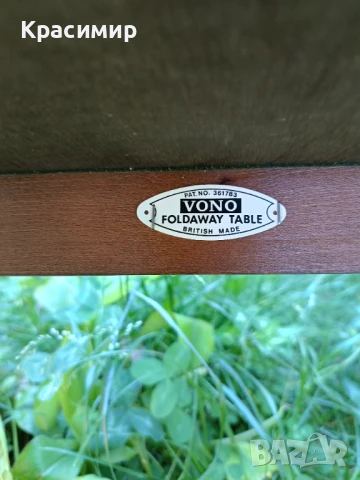 Красимир
PAT. NO. 361783
VONO
FOLDAWAY TABLE
BRITISH MADE
BAZAR